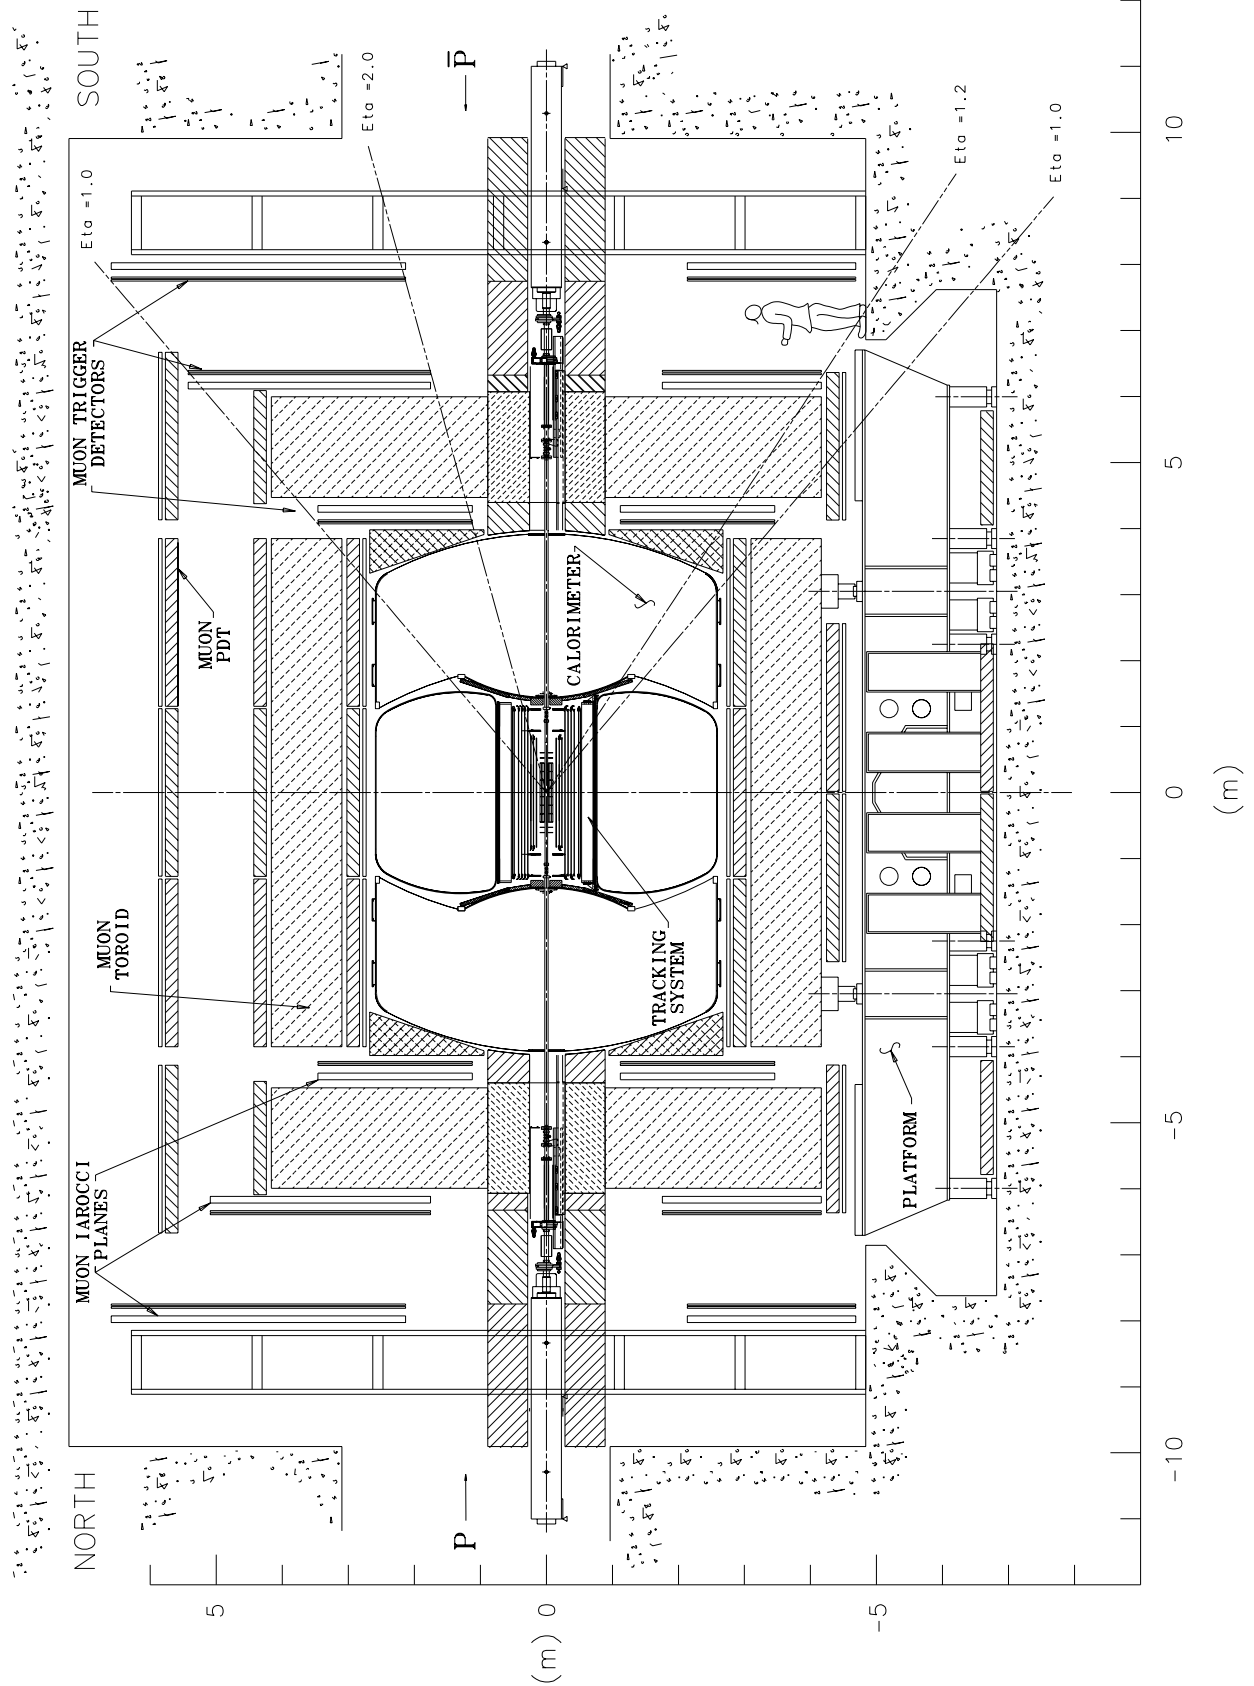 NORTH
SOUTH
MUON IAROCCI
PLANES
MUON
TOROID
MUON
PDT
MUON TRIGGER
DETECTORS
Eta =1.0
Eta =2.0
P
P̅
CALORIMETER
TRACKING
SYSTEM
PLATFORM
Eta =1.2
Eta =1.0
5
(m) 0
-5
-10
-5
0
5
10
(m)